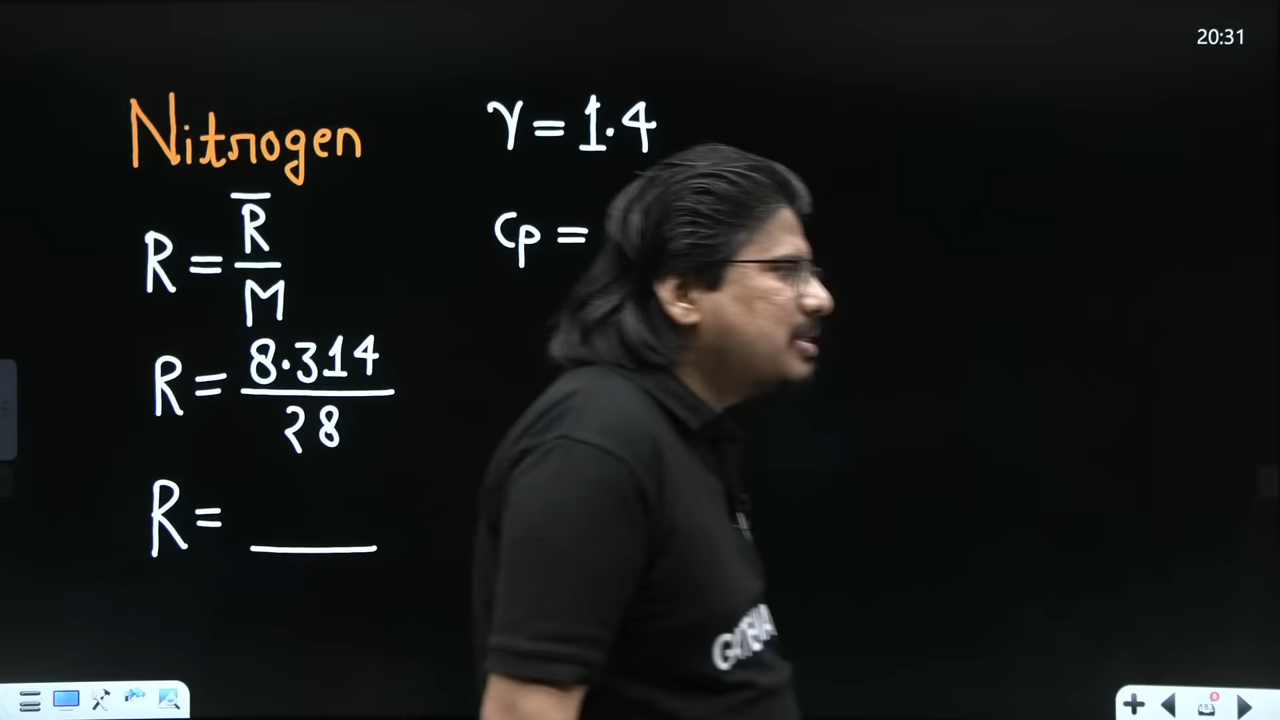 20:31
Nitrogen
γ = 1.4
R = R̅ / M
Cp =
R = 8.314 / 28
R = ____